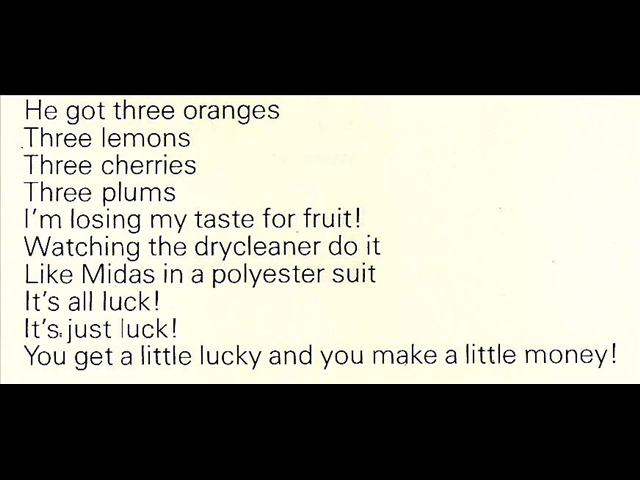 He got three oranges
Three lemons
Three cherries
Three plums
I'm losing my taste for fruit!
Watching the drycleaner do it
Like Midas in a polyester suit
It's all luck!
It's just luck!
You get a little lucky and you make a little money!